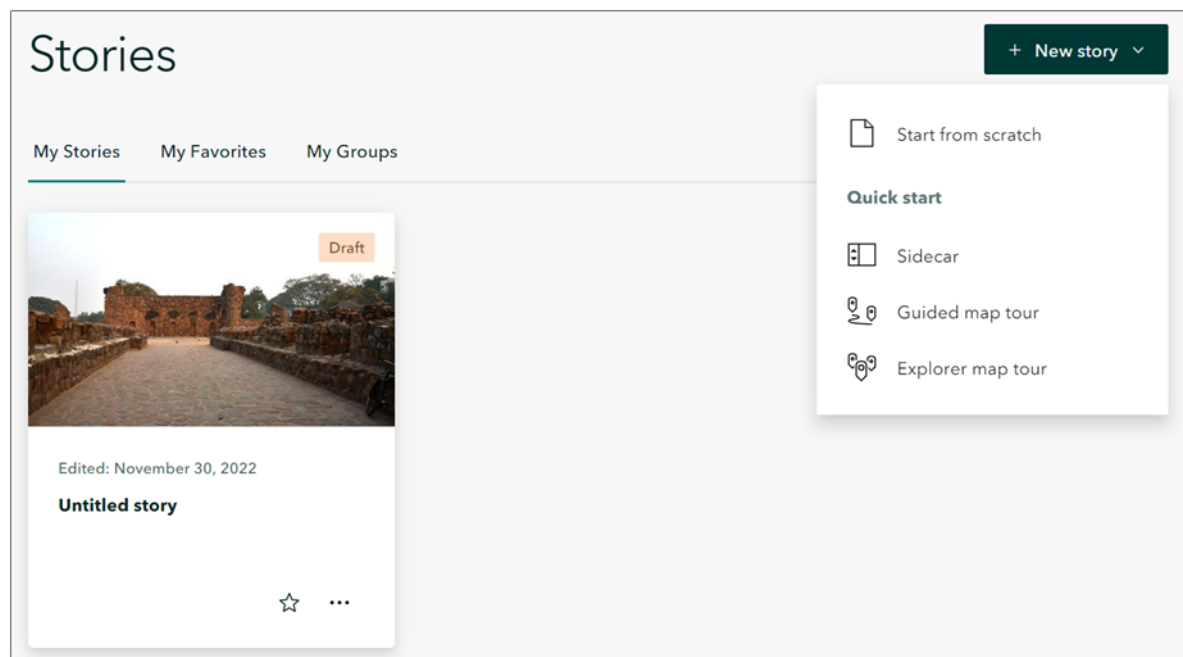 Stories
+ New story
Start from scratch
My Stories My Favorites My Groups
Quick start
Draft
Sidecar
Guided map tour
Explorer map tour
Edited: November 30, 2022
Untitled story